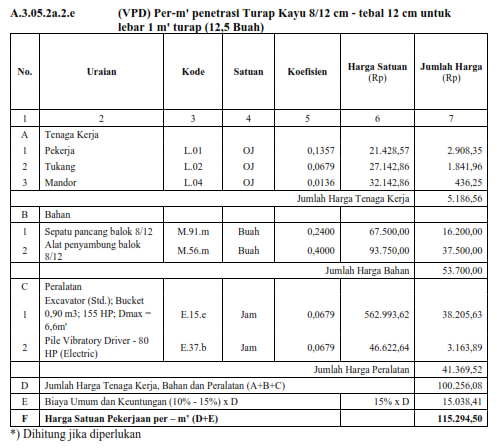 A.3.05.2a.2.e (VPD) Per-m' penetrasi Turap Kayu 8/12 cm - tebal 12 cm untuk
lebar 1 m' turap (12,5 Buah)
No. Uraian Kode Satuan Koefisien Harga Satuan (Rp) Jumlah Harga (Rp)
1 2 3 4 5 6 7
A Tenaga Kerja
1 Pekerja L.01 OJ 0,1357 21.428,57 2.908,35
2 Tukang L.02 OJ 0,0679 27.142,86 1.841,96
3 Mandor L.04 OJ 0,0136 32.142,86 436,25
Jumlah Harga Tenaga Kerja 5.186,56
B Bahan
1 Sepatu pancang balok 8/12 M.91.m Buah 0,2400 67.500,00 16.200,00
2 Alat penyambung balok 8/12 M.56.m Buah 0,4000 93.750,00 37.500,00
Jumlah Harga Bahan 53.700,00
C Peralatan
1 Excavator (Std.); Bucket 0,90 m3; 155 HP; Dmax = 6,6m' E.15.e Jam 0,0679 562.993,62 38.205,63
2 Pile Vibratory Driver - 80 HP (Electric) E.37.b Jam 0,0679 46.622,64 3.163,89
Jumlah Harga Peralatan 41.369,52
D Jumlah Harga Tenaga Kerja, Bahan dan Peralatan (A+B+C) 100.256,08
E Biaya Umum dan Keuntungan (10% - 15%) x D 15% x D 15.038,41
F Harga Satuan Pekerjaan per – m' (D+E) 115.294,50
*) Dihitung jika diperlukan